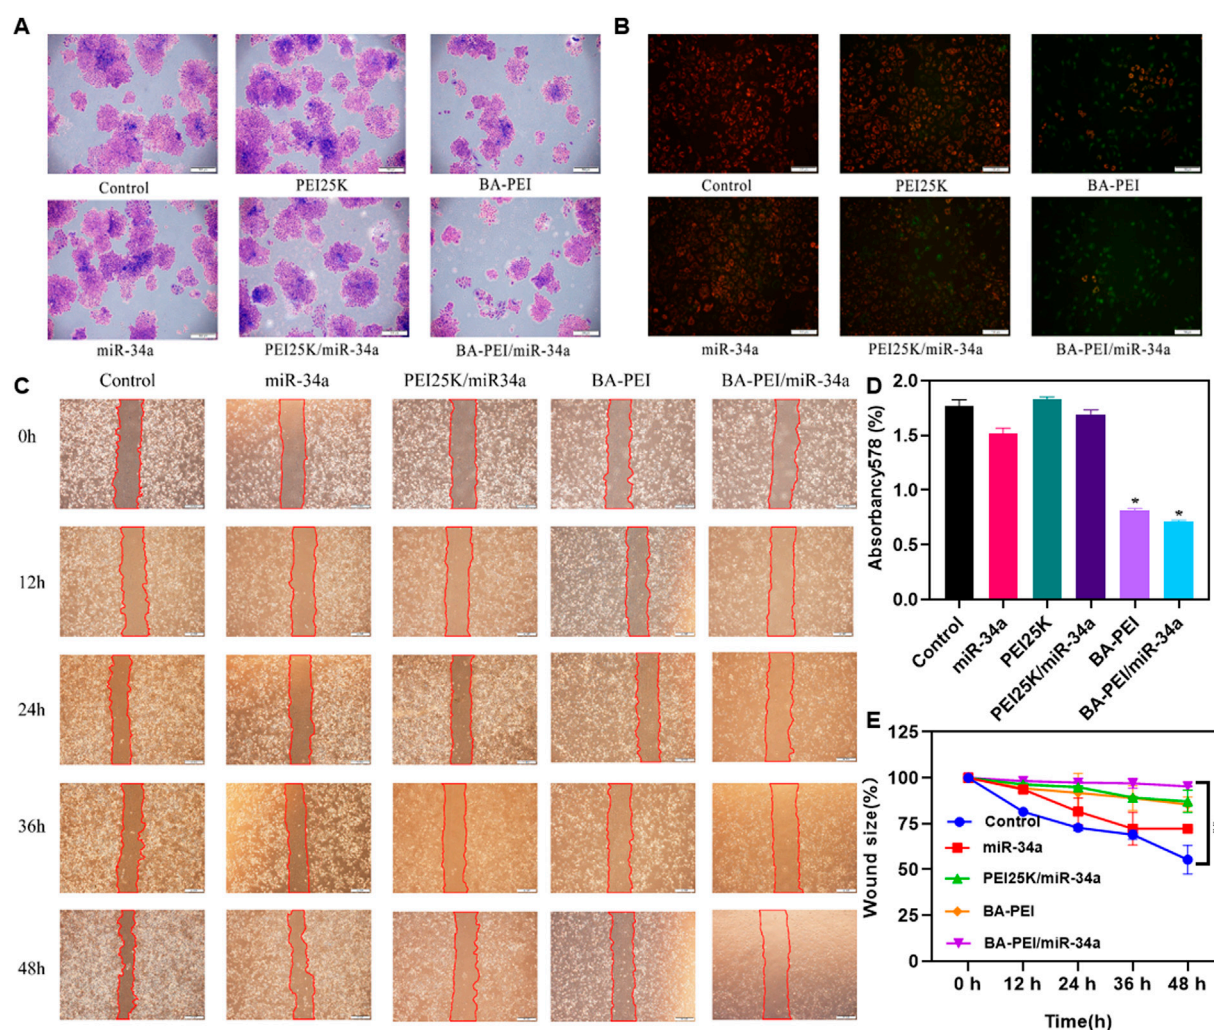 A
B
Control
PEI25K
BA-PEI
miR-34a
PEI25K/miR-34a
BA-PEI/miR-34a
Control
PEI25K
BA-PEI
miR-34a
PEI25K/miR-34a
BA-PEI/miR-34a
C
Control
miR-34a
PEI25K/miR34a
BA-PEI
BA-PEI/miR-34a
0h
12h
24h
36h
48h
D
Absorbancy578 (%)
2.0
1.5
1.0
0.5
0.0
*
*
Control
miR-34a
PEI25K
PEI25K/miR-34a
BA-PEI
BA-PEI/miR-34a
E
Wound size(%)
125
100
75
50
25
0
Control
miR-34a
PEI25K/miR-34a
BA-PEI
BA-PEI/miR-34a
0 h
12 h
24 h
36 h
48 h
Time(h)